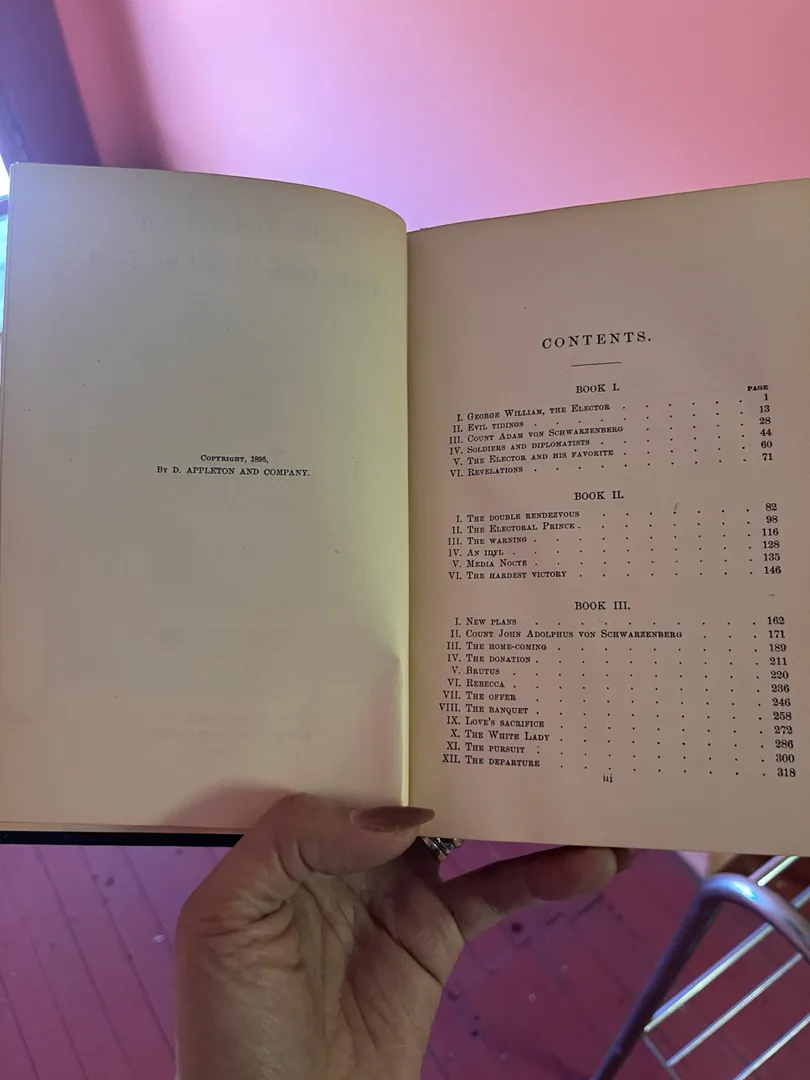 COPYRIGHT, 1896,
BY D. APPLETON AND COMPANY.
CONTENTS.
BOOK I.
PAGE
I. GEORGE WILLIAM, THE ELECTOR . . . . . . 1
II. EVIL TIDINGS . . . . . . . . . 13
III. COUNT ADAM VON SCHWARZENBERG . . . . . 28
IV. SOLDIERS AND DIPLOMATISTS . . . . . . . 44
V. THE ELECTOR AND HIS FAVORITE . . . . . . 60
VI. REVELATIONS . . . . . . . . . 71
BOOK II.
I. THE DOUBLE RENDEZVOUS . . . . . . . 82
II. THE ELECTORAL PRINCE . . . . . . . . 98
III. THE WARNING . . . . . . . . . . 116
IV. AN IDYL . . . . . . . . . . 128
V. MEDIA NOCTE . . . . . . . . . . 135
VI. THE HARDEST VICTORY . . . . . . . . 146
BOOK III.
I. NEW PLANS . . . . . . . . . 162
II. COUNT JOHN ADOLPHUS VON SCHWARZENBERG . . . 171
III. THE HOME-COMING . . . . . . . . 189
IV. THE DONATION . . . . . . . . . 211
V. BRUTUS . . . . . . . . . . 220
VI. REBECCA . . . . . . . . . . 236
VII. THE OFFER . . . . . . . . . 246
VIII. THE BANQUET . . . . . . . . . 258
IX. LOVE'S SACRIFICE . . . . . . . . 272
X. THE WHITE LADY . . . . . . . . 286
XI. THE PURSUIT . . . . . . . . . 300
XII. THE DEPARTURE . . . . . . . . 318
iii